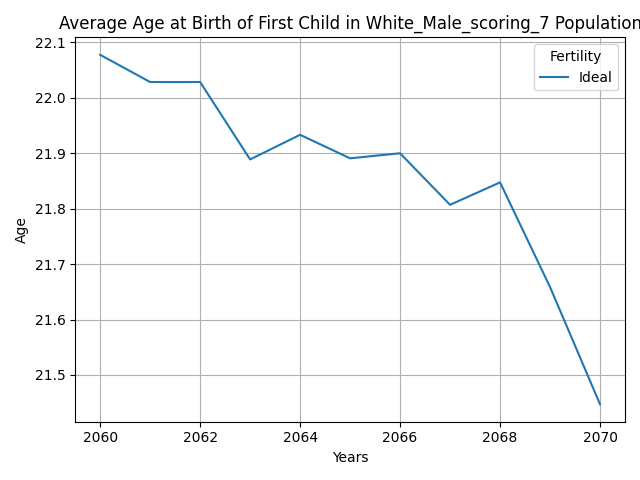 Average Age at Birth of First Child in White_Male_scoring_7 Population
Fertility
Ideal
22.1
22.0
21.9
21.8
21.7
21.6
21.5
Age
2060 2062 2064 2066 2068 2070
Years